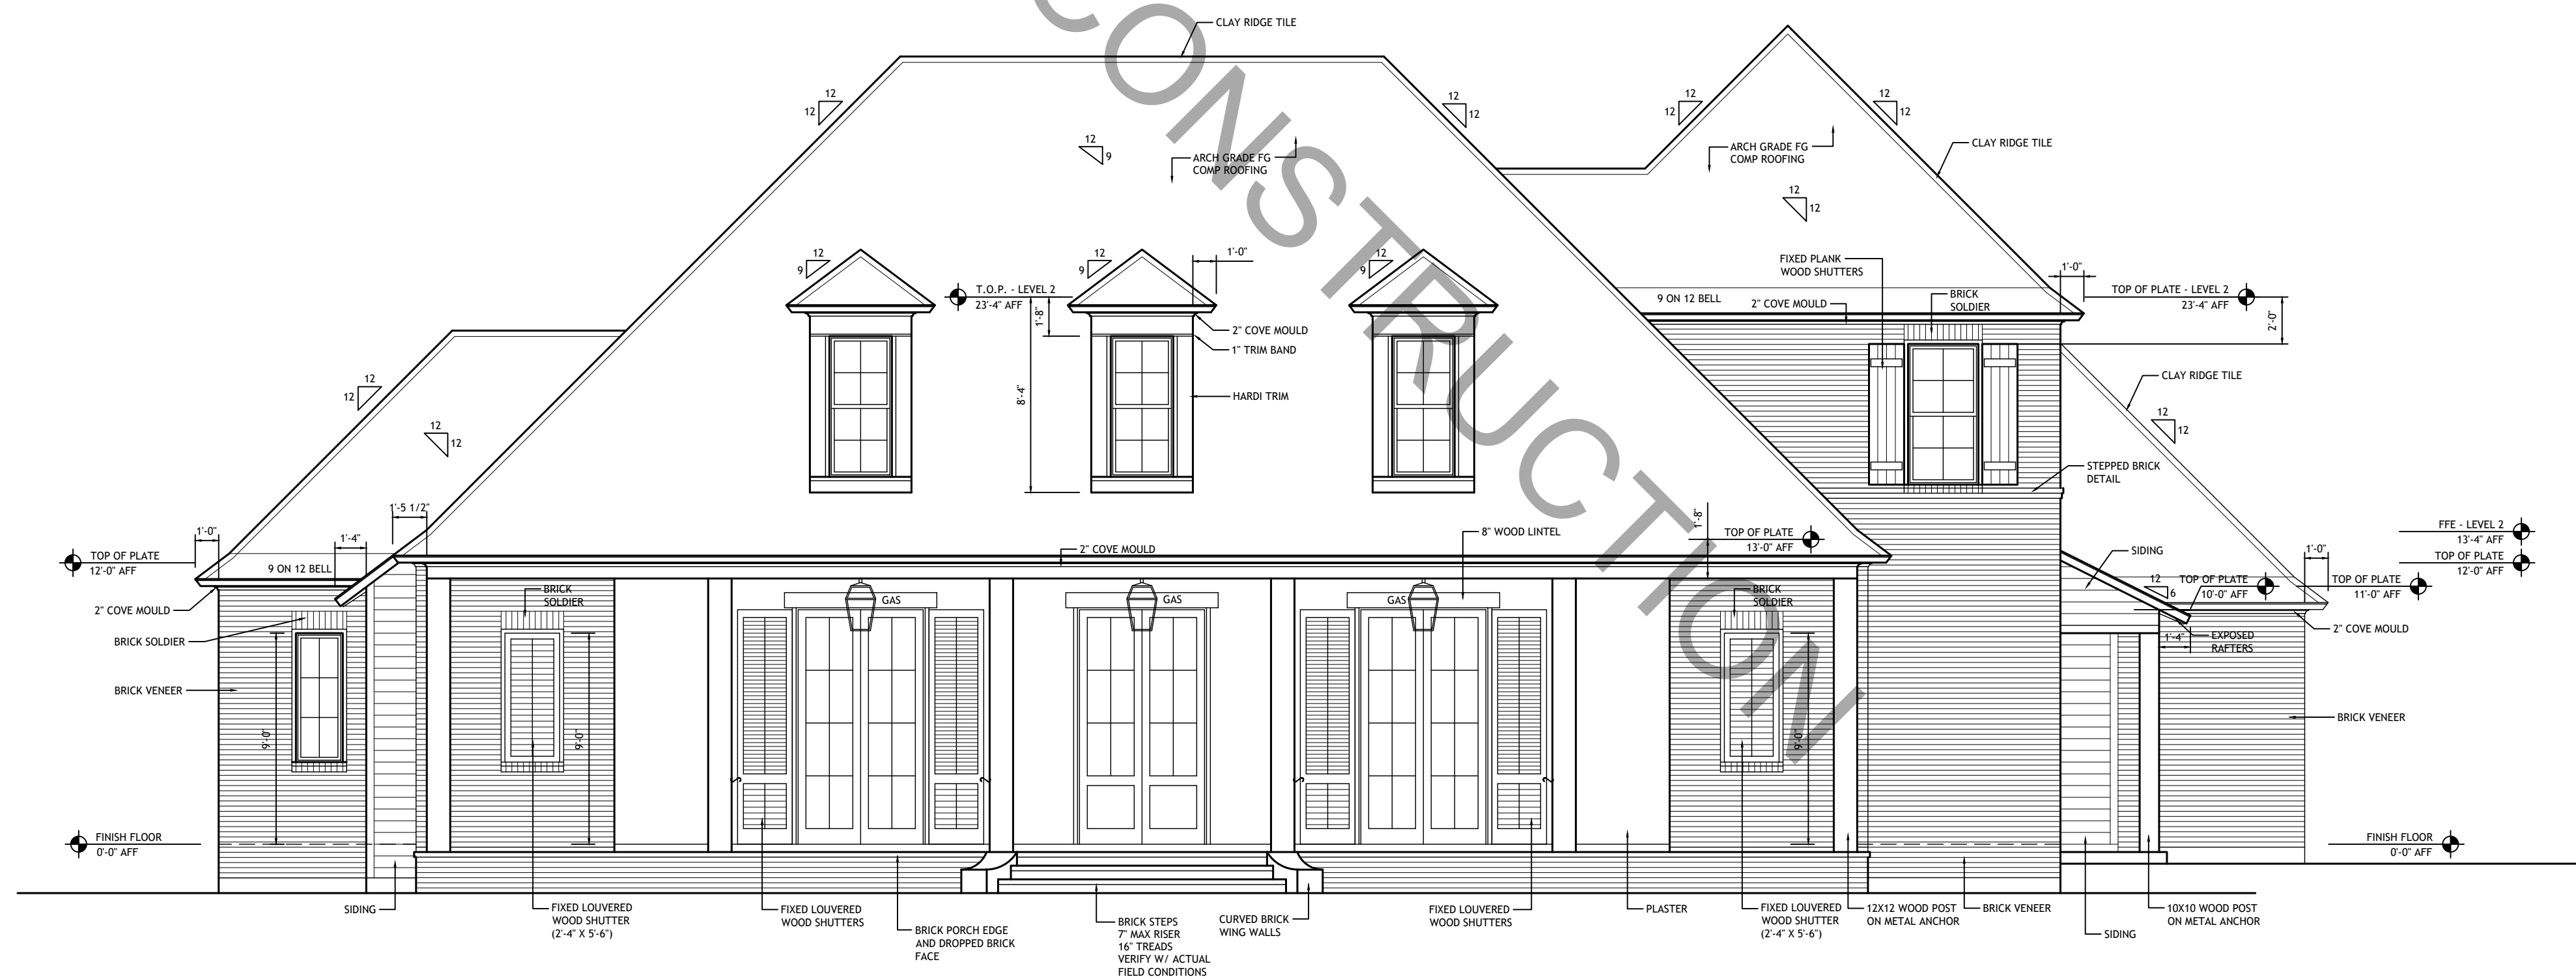 CONSTRUCTION
CLAY RIDGE TILE
12
12
12
12
12
12
12
12
12
9
ARCH GRADE FG
COMP ROOFING
ARCH GRADE FG
COMP ROOFING
CLAY RIDGE TILE
12
12
12
9
12
9
1'-0"
12
9
FIXED PLANK
WOOD SHUTTERS
1'-0"
T.O.P. - LEVEL 2
23'-4" AFF
1'-8"
8'-4"
9 ON 12 BELL
2" COVE MOULD
BRICK
SOLDIER
TOP OF PLATE - LEVEL 2
23'-4" AFF
2'-0"
2" COVE MOULD
1" TRIM BAND
HARDI TRIM
CLAY RIDGE TILE
12
12
12
12
12
12
STEPPED BRICK
DETAIL
1'-5 1/2"
1'-0"
1'-4"
TOP OF PLATE
12'-0" AFF
9 ON 12 BELL
2" COVE MOULD
8" WOOD LINTEL
1'-8"
TOP OF PLATE
13'-0" AFF
FFE - LEVEL 2
13'-4" AFF
TOP OF PLATE
12'-0" AFF
SIDING
1'-0"
12
6
TOP OF PLATE
10'-0" AFF
TOP OF PLATE
11'-0" AFF
2" COVE MOULD
BRICK SOLDIER
BRICK
SOLDIER
GAS
GAS
GAS
BRICK
SOLDIER
2" COVE MOULD
1'-4"
EXPOSED
RAFTERS
BRICK VENEER
BRICK VENEER
9'-0"
9'-0"
9'-0"
FINISH FLOOR
0'-0" AFF
FINISH FLOOR
0'-0" AFF
SIDING
FIXED LOUVERED
WOOD SHUTTER
(2'-4" X 5'-6")
FIXED LOUVERED
WOOD SHUTTERS
BRICK PORCH EDGE
AND DROPPED BRICK
FACE
BRICK STEPS
7" MAX RISER
16" TREADS
VERIFY W/ ACTUAL
FIELD CONDITIONS
CURVED BRICK
WING WALLS
FIXED LOUVERED
WOOD SHUTTERS
PLASTER
FIXED LOUVERED
WOOD SHUTTER
(2'-4" X 5'-6")
12X12 WOOD POST
ON METAL ANCHOR
BRICK VENEER
SIDING
10X10 WOOD POST
ON METAL ANCHOR